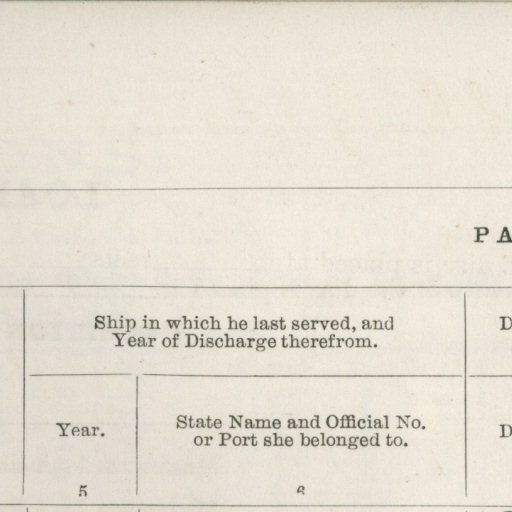 PA
Ship in which he last served, and
Year of Discharge therefrom.
D
Year.
State Name and Official No.
or Port she belonged to.
D
5
6